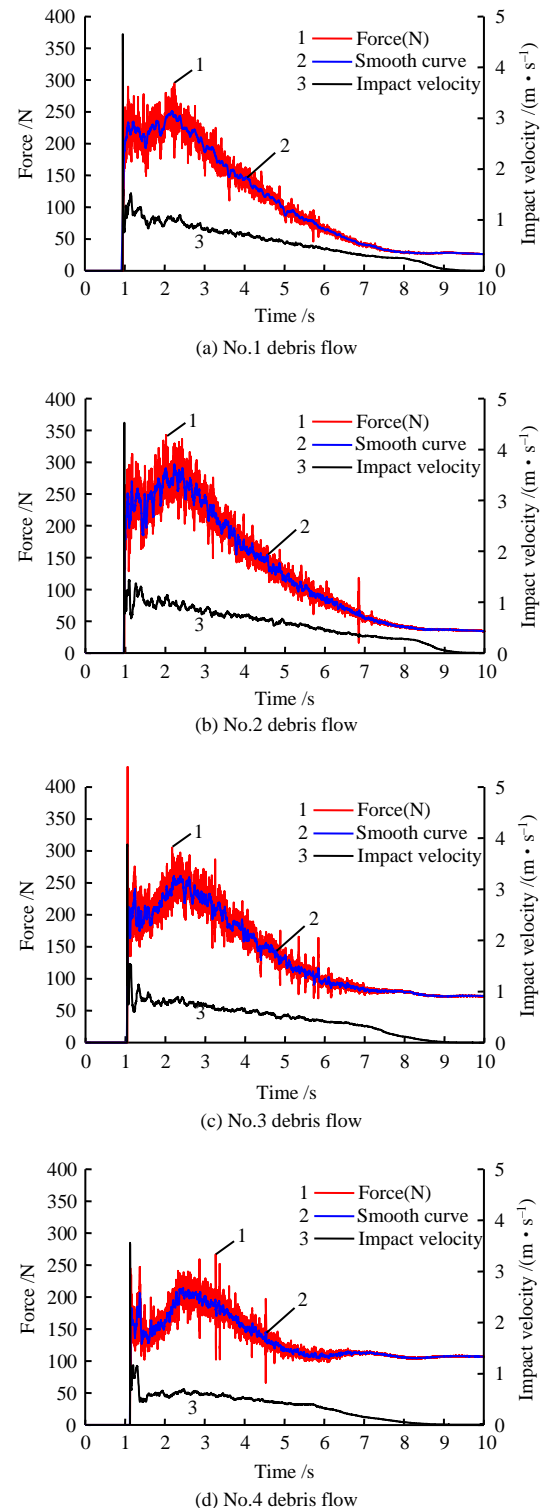 400
350
300
250
200
150
100
50
0
Force /N
5
4
3
2
1
0
Impact velocity /(m • s⁻¹)
1 Force(N)
2 Smooth curve
3 Impact velocity
1
2
3
0 1 2 3 4 5 6 7 8 9 10
Time /s
(a) No.1 debris flow
400
350
300
250
200
150
100
50
0
Force /N
5
4
3
2
1
0
Impact velocity /(m • s⁻¹)
1 Force(N)
2 Smooth curve
3 Impact velocity
1
2
3
0 1 2 3 4 5 6 7 8 9 10
Time /s
(b) No.2 debris flow
400
350
300
250
200
150
100
50
0
Force /N
5
4
3
2
1
0
Impact velocity /(m • s⁻¹)
1 Force(N)
2 Smooth curve
3 Impact velocity
1
2
3
0 1 2 3 4 5 6 7 8 9 10
Time /s
(c) No.3 debris flow
400
350
300
250
200
150
100
50
0
Force /N
5
4
3
2
1
0
Impact velocity /(m • s⁻¹)
1 Force(N)
2 Smooth curve
3 Impact velocity
1
2
3
0 1 2 3 4 5 6 7 8 9 10
Time /s
(d) No.4 debris flow